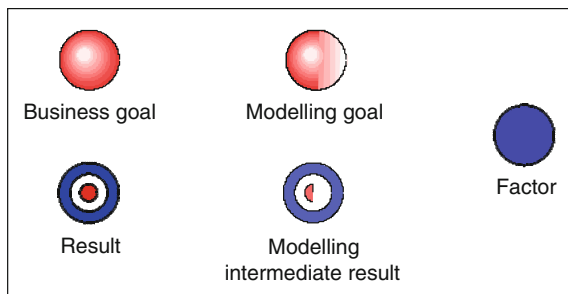 Business goal
Modelling goal
Factor
Result
Modelling
intermediate result